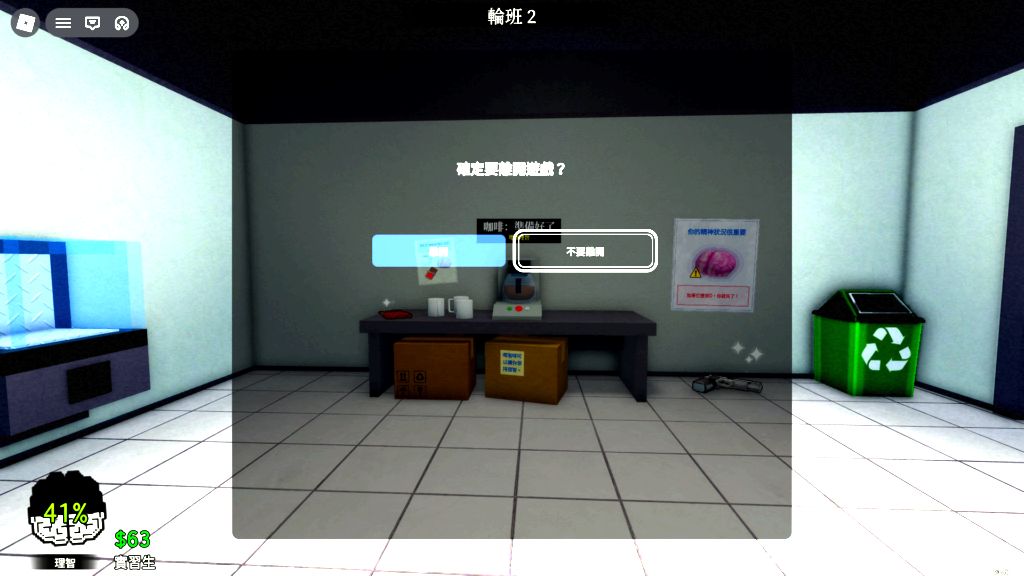 輪班 2
確定要離開遊戲？
咖啡: 準備好了
不要離開
你的精神狀況很重要
41%
理智
$63
實習生